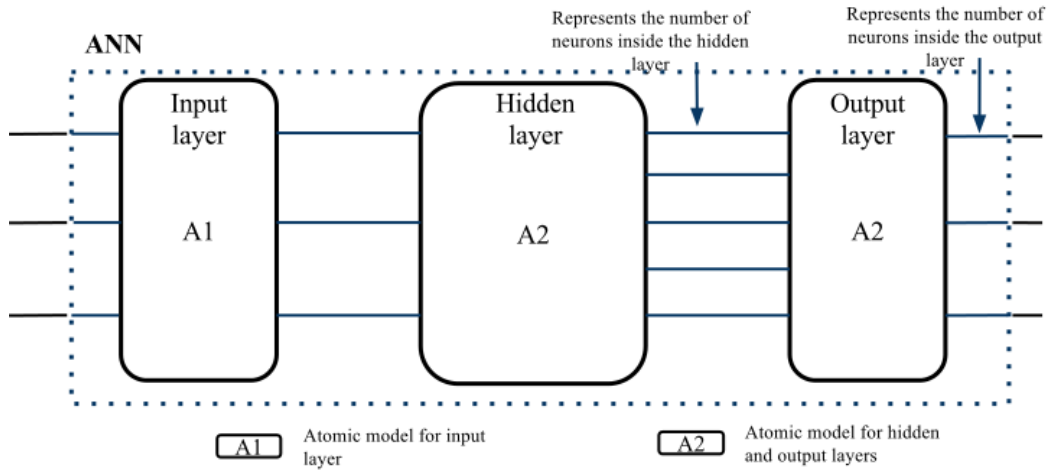 Represents the number of
neurons inside the hidden
layer
Represents the number of
neurons inside the output
layer
ANN
Input
layer
A1
Hidden
layer
A2
Output
layer
A2
A1
Atomic model for input
layer
A2
Atomic model for hidden
and output layers